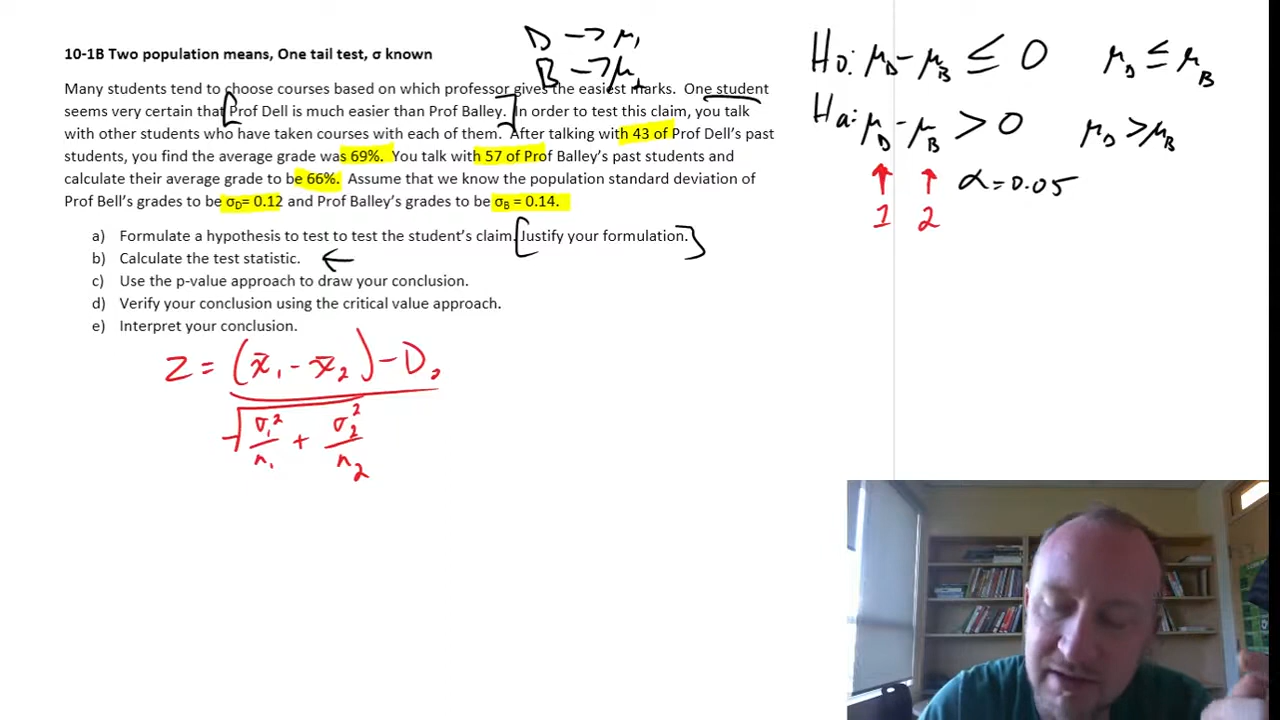 10-1B Two population means, One tail test, σ known
D → μ₁
B → μ₂
Many students tend to choose courses based on which professor gives the easiest marks. One student
seems very certain that [Prof Dell is much easier than Prof Balley.] In order to test this claim, you talk
with other students who have taken courses with each of them. After talking with 43 of Prof Dell's past
students, you find the average grade was 69%. You talk with 57 of Prof Balley's past students and
calculate their average grade to be 66%. Assume that we know the population standard deviation of
Prof Bell's grades to be σD= 0.12 and Prof Balley's grades to be σB = 0.14.
a) Formulate a hypothesis to test to test the student's claim. [Justify your formulation.]
b) Calculate the test statistic. ←
c) Use the p-value approach to draw your conclusion.
d) Verify your conclusion using the critical value approach.
e) Interpret your conclusion.
Z = (x̄₁ - x̄₂) - D₀
√ σ₁²/n₁ + σ₂²/n₂
Ho: μD - μB ≤ 0 μD ≤ μB
Ha: μD - μB > 0 μD > μB
↑ ↑ α = 0.05
1 2